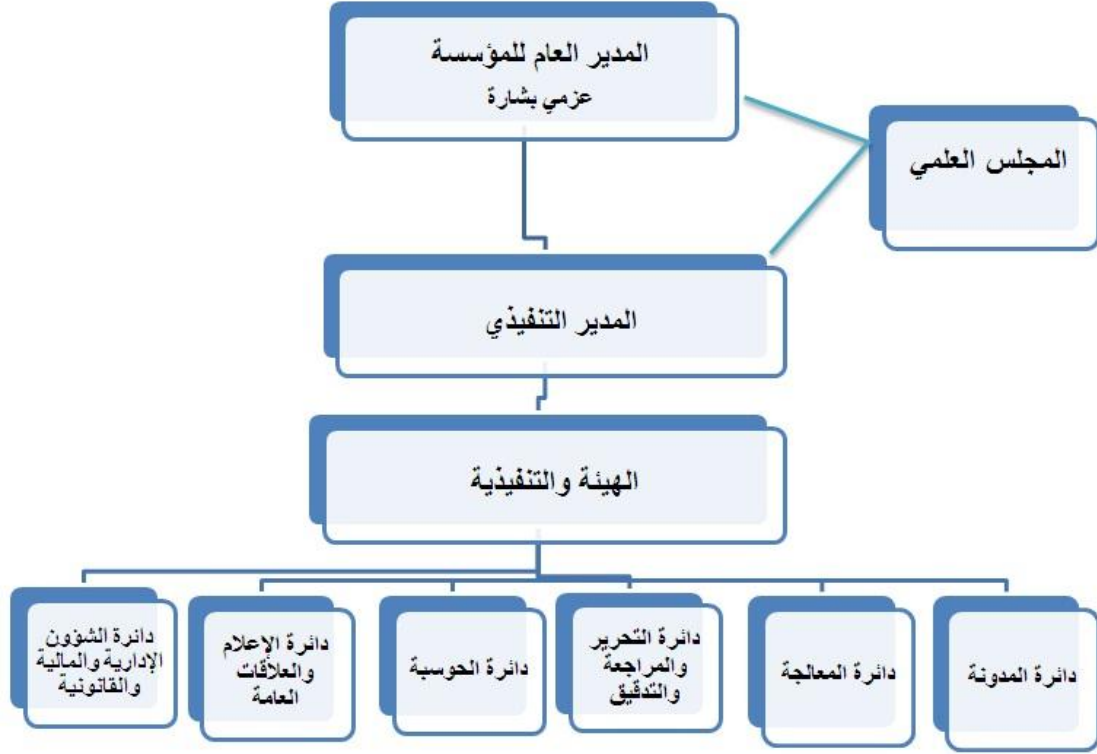 المدير العام للمؤسسة
عزمي بشارة
المجلس العلمي
المدير التنفيذي
الهيئة والتنفيذية
دائرة المدونة
دائرة المعالجة
دائرة التحرير
والمراجعة
والتدقيق
دائرة الحوسبة
دائرة الإعلام
والعلاقات
العامة
دائرة الشؤون
الإدارية والمالية
والقانونية